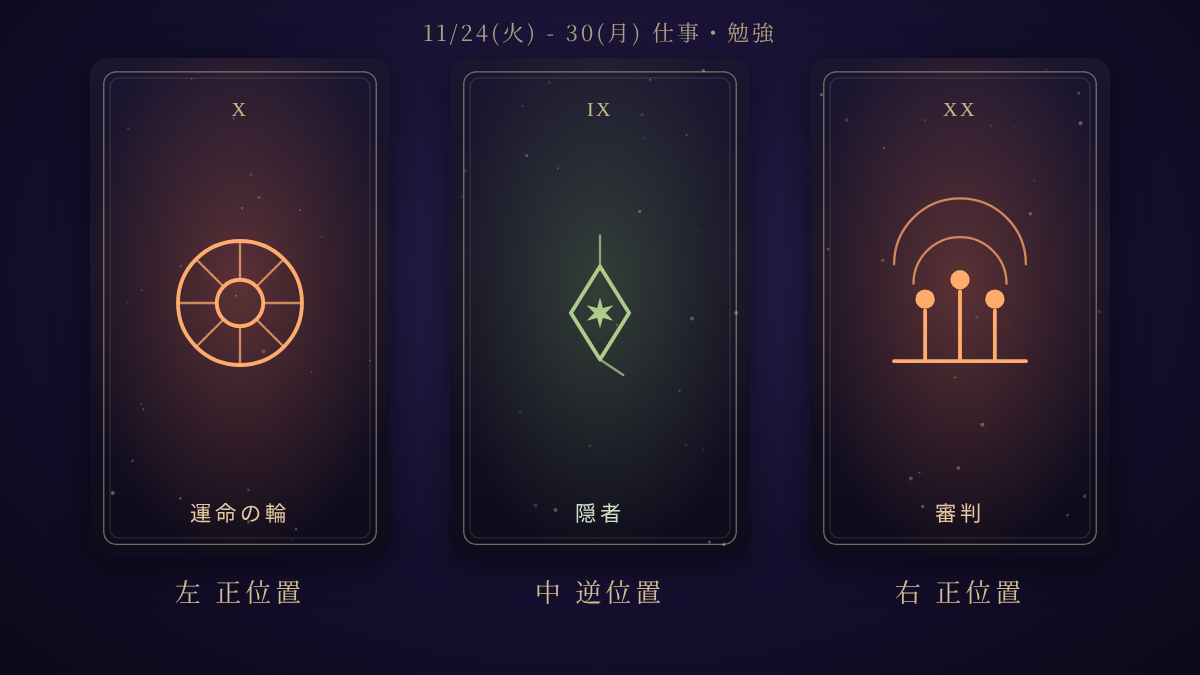 11/24(火) - 30(月) 仕事・勉強
X
運命の輪
左 正位置
IX
隠者
中 逆位置
XX
審判
右 正位置